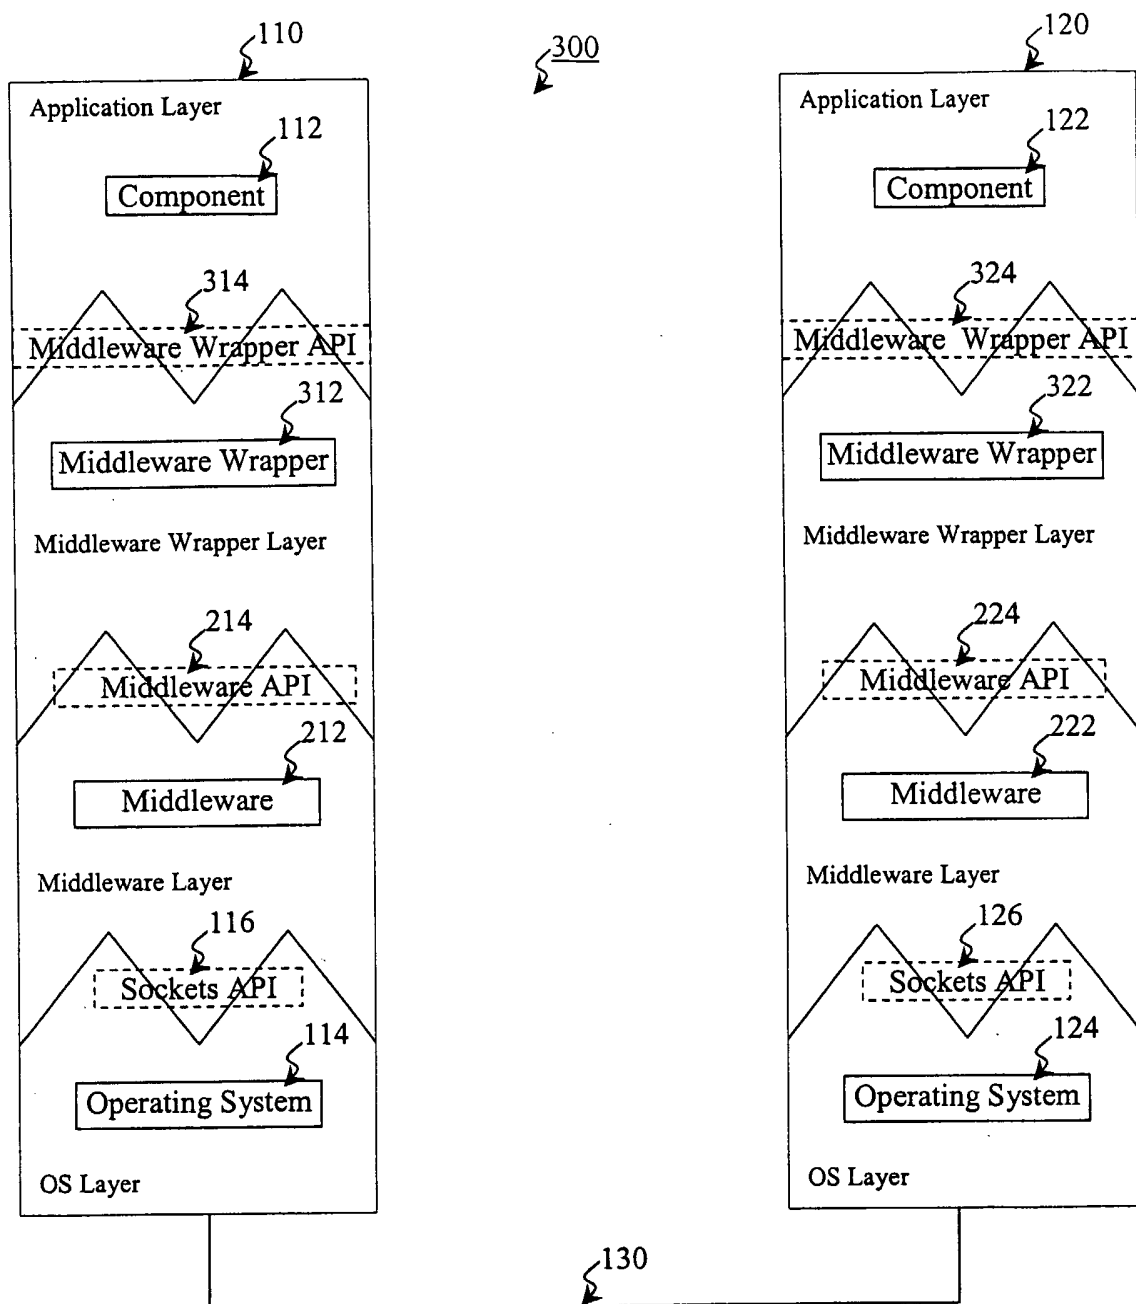 110
300
120
Application Layer
112
Component
314
Middleware Wrapper API
312
Middleware Wrapper
Middleware Wrapper Layer
214
Middleware API
212
Middleware
Middleware Layer
116
Sockets API
114
Operating System
OS Layer
Application Layer
122
Component
324
Middleware Wrapper API
322
Middleware Wrapper
Middleware Wrapper Layer
224
Middleware API
222
Middleware
Middleware Layer
126
Sockets API
124
Operating System
OS Layer
130